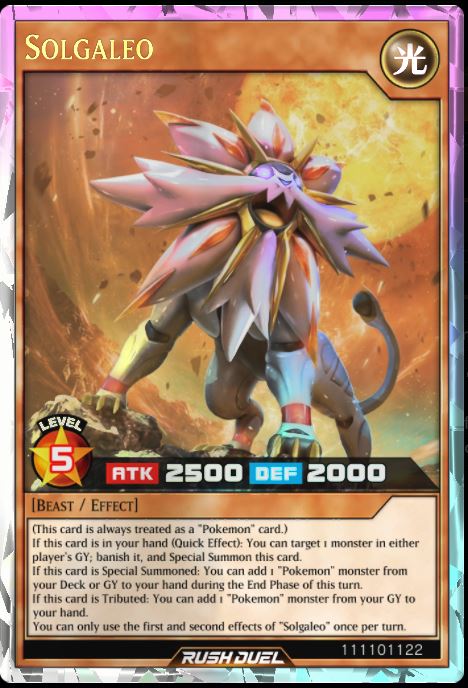 Solgaleo
光
LEVEL
5
ATK 2500 DEF 2000
[Beast / Effect]
(This card is always treated as a "Pokemon" card.)
If this card is in your hand (Quick Effect): You can target 1 monster in either
player's GY; banish it, and Special Summon this card.
If this card is Special Summoned: You can add 1 "Pokemon" monster from
your Deck or GY to your hand during the End Phase of this turn.
If this card is Tributed: You can add 1 "Pokemon" monster from your GY to
your hand.
You can only use the first and second effects of "Solgaleo" once per turn.
111101122
RUSH DUEL